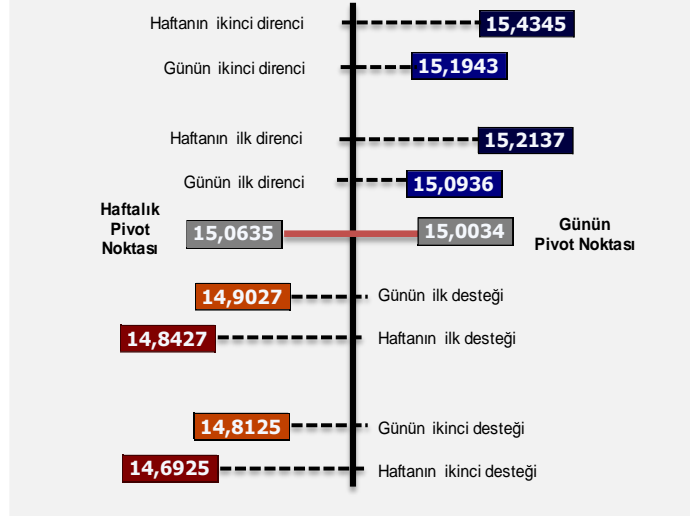 Haftanın ikinci direnci 15,4345
Günün ikinci direnci 15,1943
Haftanın ilk direnci 15,2137
Günün ilk direnci 15,0936
Haftalık
Pivot
Noktası
15,0635
15,0034
Günün
Pivot Noktası
14,9027 Günün ilk desteği
14,8427 Haftanın ilk desteği
14,8125 Günün ikinci desteği
14,6925 Haftanın ikinci desteği